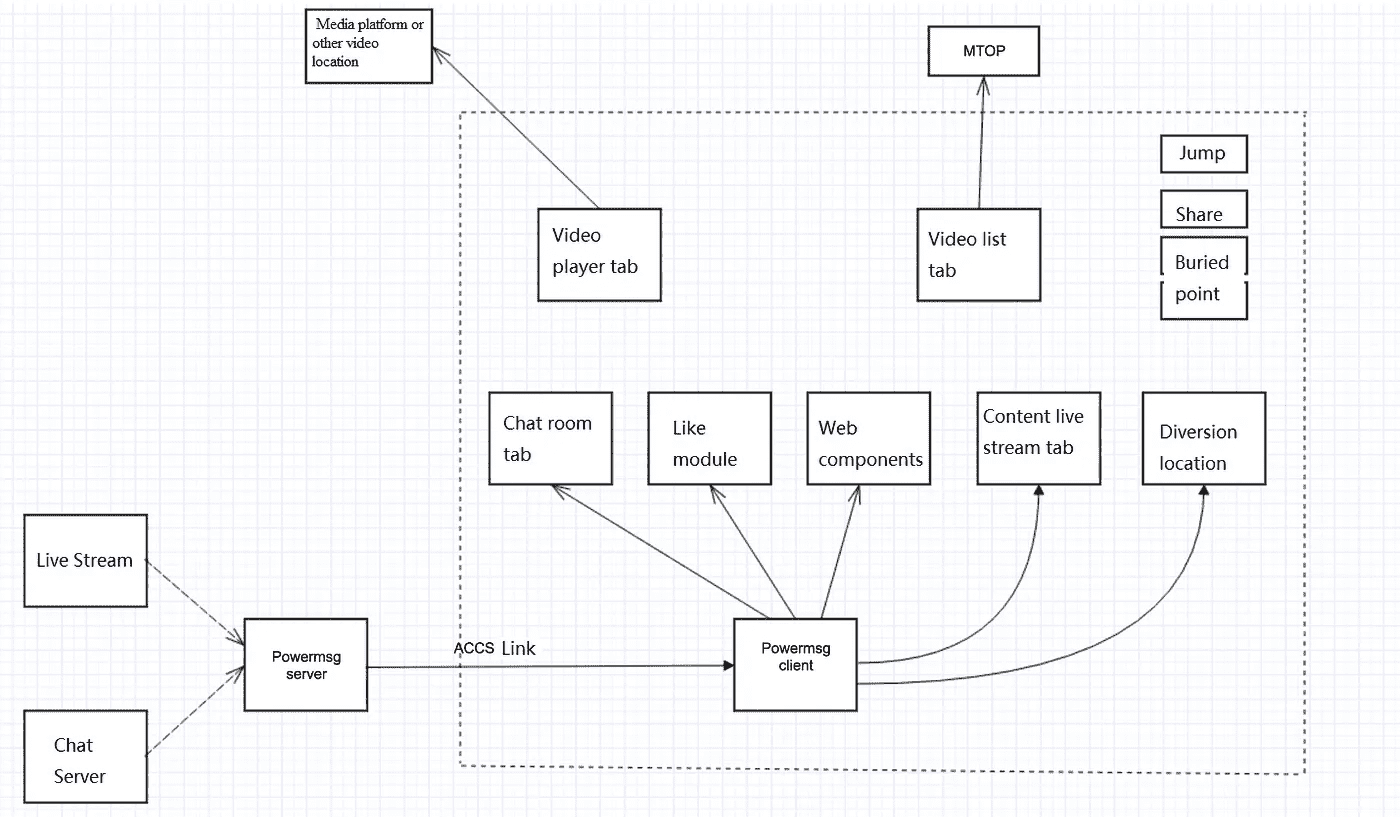 Media platform or
other video
location
MTOP
Jump
Share
Buried
point
Video
player tab
Video list
tab
Chat room
tab
Like
module
Web
components
Content live
stream tab
Diversion
location
Live Stream
Powermsg
server
ACCS Link
Powermsg
client
Chat
Server